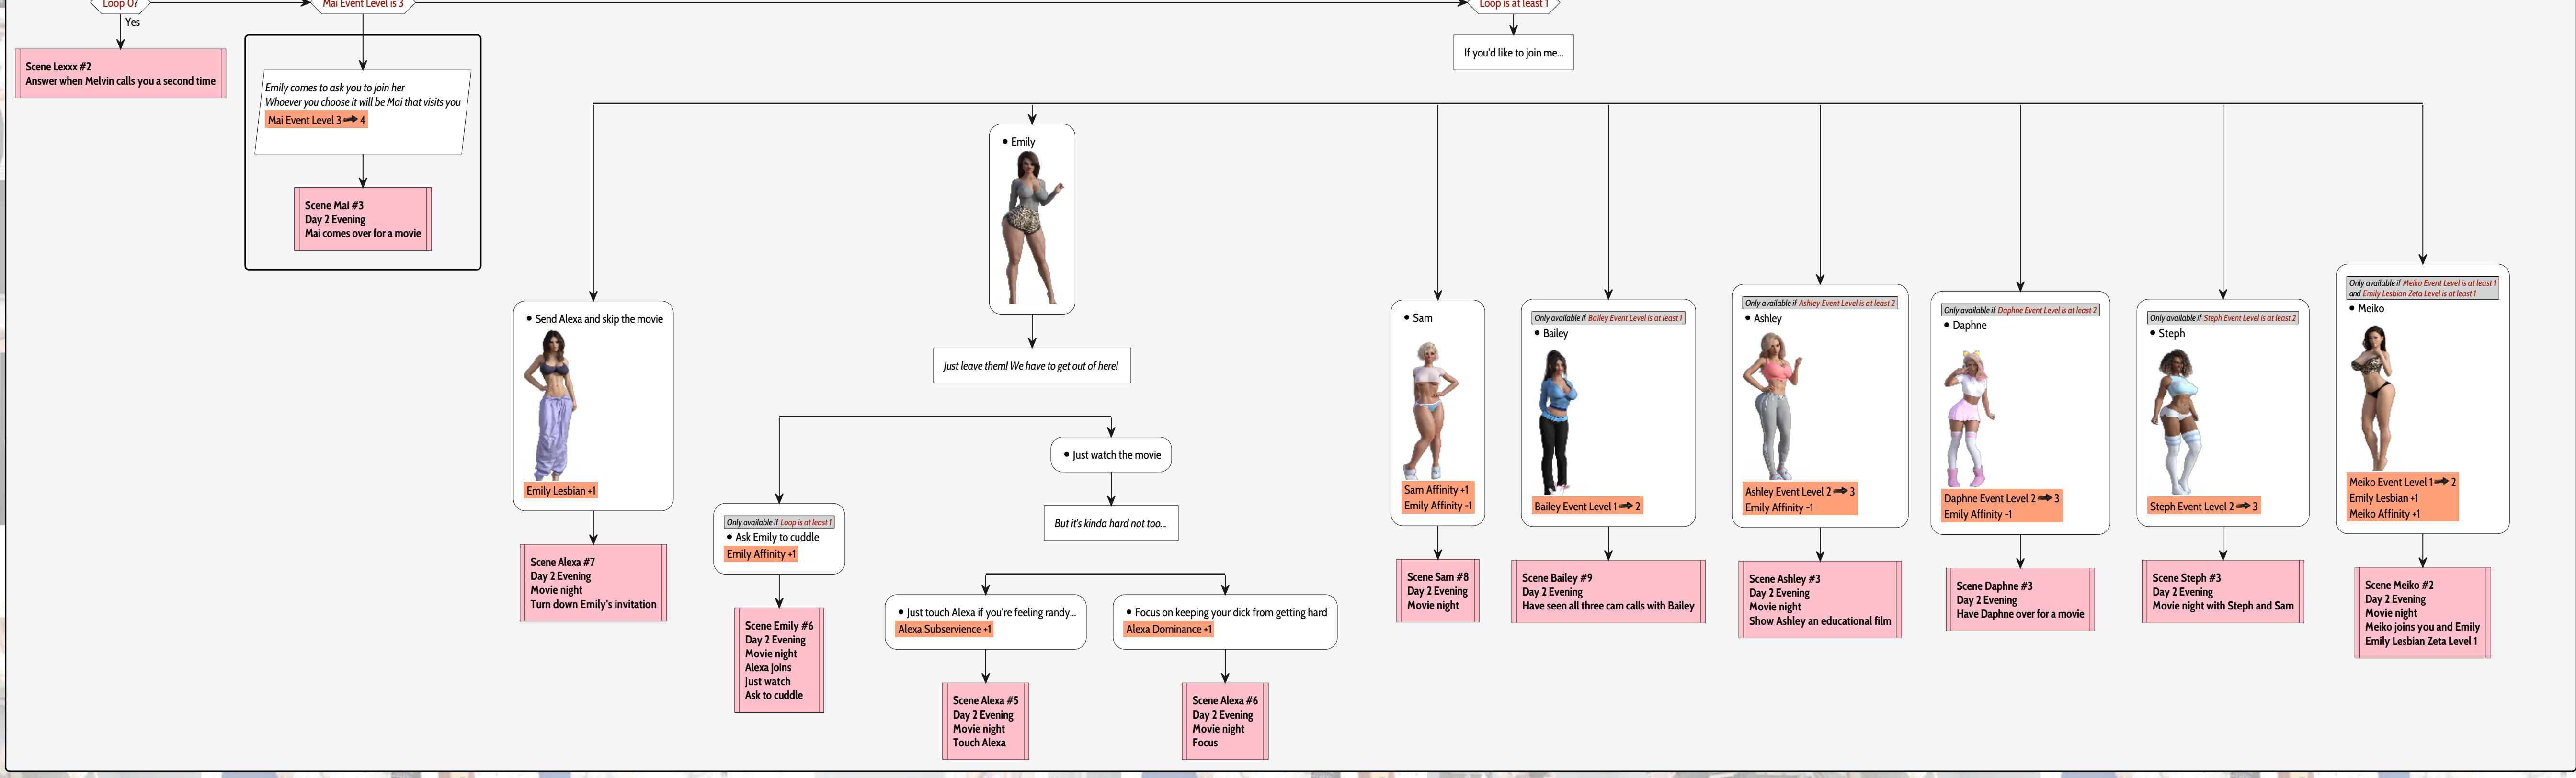 Loop 0?
Mai Event Level is 3
Loop is at least 1
Yes
Scene Lexxx #2
Answer when Melvin calls you a second time
Emily comes to ask you to join her
Whoever you choose it will be Mai that visits you
Mai Event Level 3 ➡ 4
Scene Mai #3
Day 2 Evening
Mai comes over for a movie
If you'd like to join me...
• Send Alexa and skip the movie
Emily Lesbian +1
Scene Alexa #7
Day 2 Evening
Movie night
Turn down Emily's invitation
• Emily
Just leave them! We have to get out of here!
Only available if Loop is at least 1
• Ask Emily to cuddle
Emily Affinity +1
Scene Emily #6
Day 2 Evening
Movie night
Alexa joins
Just watch
Ask to cuddle
• Just watch the movie
But it's kinda hard not too...
• Just touch Alexa if you're feeling randy...
Alexa Subservience +1
Scene Alexa #5
Day 2 Evening
Movie night
Touch Alexa
• Focus on keeping your dick from getting hard
Alexa Dominance +1
Scene Alexa #6
Day 2 Evening
Movie night
Focus
• Sam
Sam Affinity +1
Emily Affinity -1
Scene Sam #8
Day 2 Evening
Movie night
Only available if Bailey Event Level is at least 1
• Bailey
Bailey Event Level 1 ➡ 2
Scene Bailey #9
Day 2 Evening
Have seen all three cam calls with Bailey
Only available if Ashley Event Level is at least 2
• Ashley
Ashley Event Level 2 ➡ 3
Emily Affinity -1
Scene Ashley #3
Day 2 Evening
Movie night
Show Ashley an educational film
Only available if Daphne Event Level is at least 2
• Daphne
Daphne Event Level 2 ➡ 3
Emily Affinity -1
Scene Daphne #3
Day 2 Evening
Have Daphne over for a movie
Only available if Steph Event Level is at least 2
• Steph
Steph Event Level 2 ➡ 3
Scene Steph #3
Day 2 Evening
Movie night with Steph and Sam
Only available if Meiko Event Level is at least 1
and Emily Lesbian Zeta Level is at least 1
• Meiko
Meiko Event Level 1 ➡ 2
Emily Lesbian +1
Meiko Affinity +1
Scene Meiko #2
Day 2 Evening
Movie night
Meiko joins you and Emily
Emily Lesbian Zeta Level 1